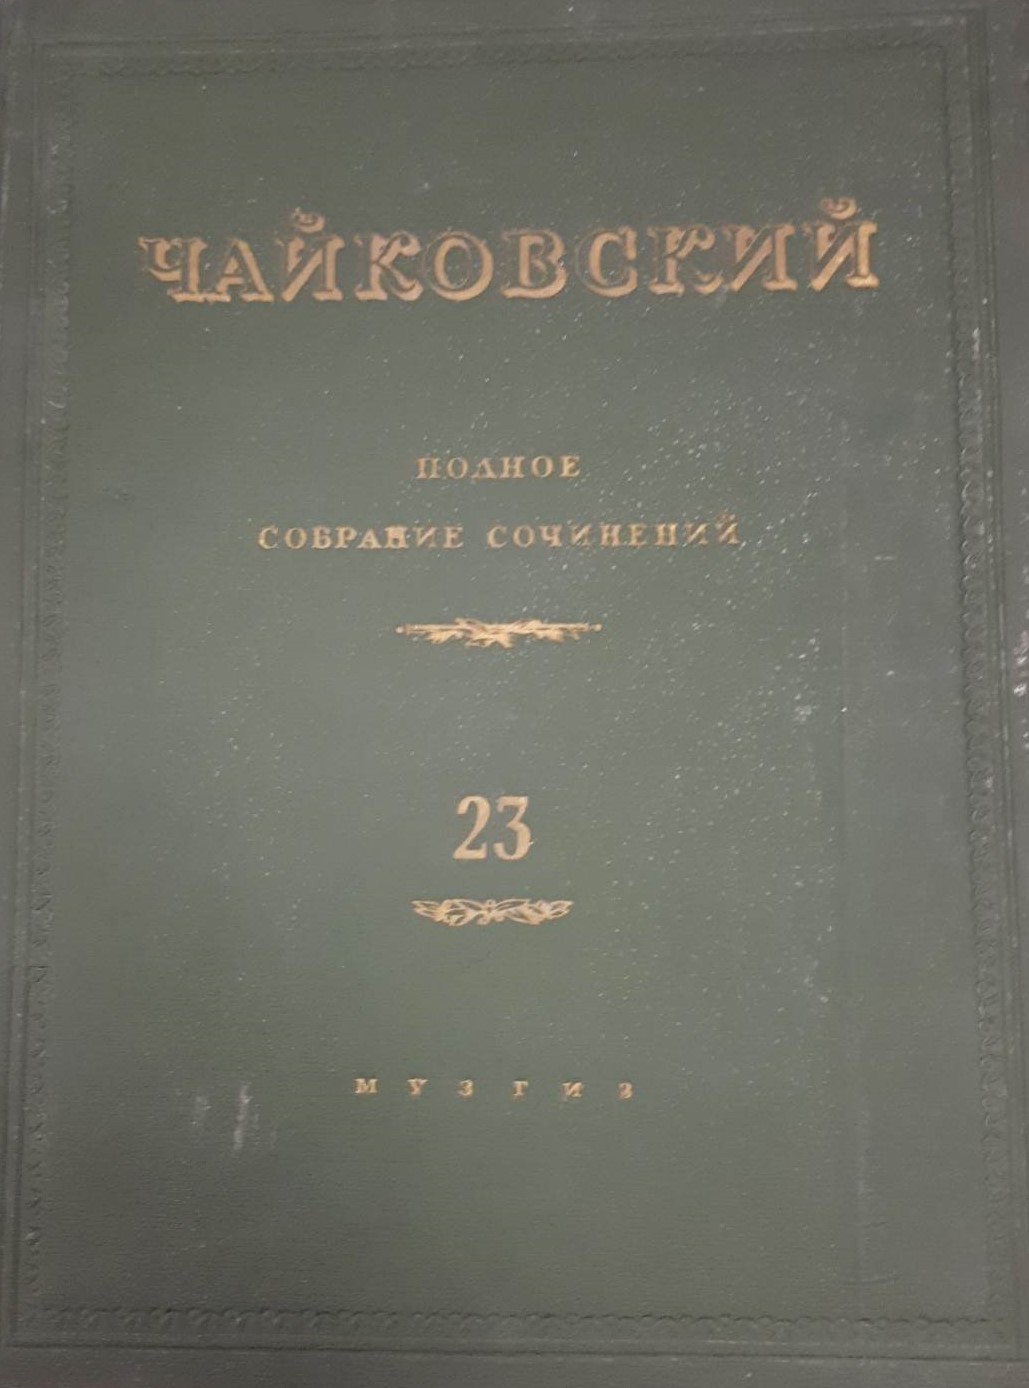 ЧАЙКОВСКИЙ
ПОЛНОЕ
СОБРАНИЕ СОЧИНЕНИЙ
23
МУЗГИЗ